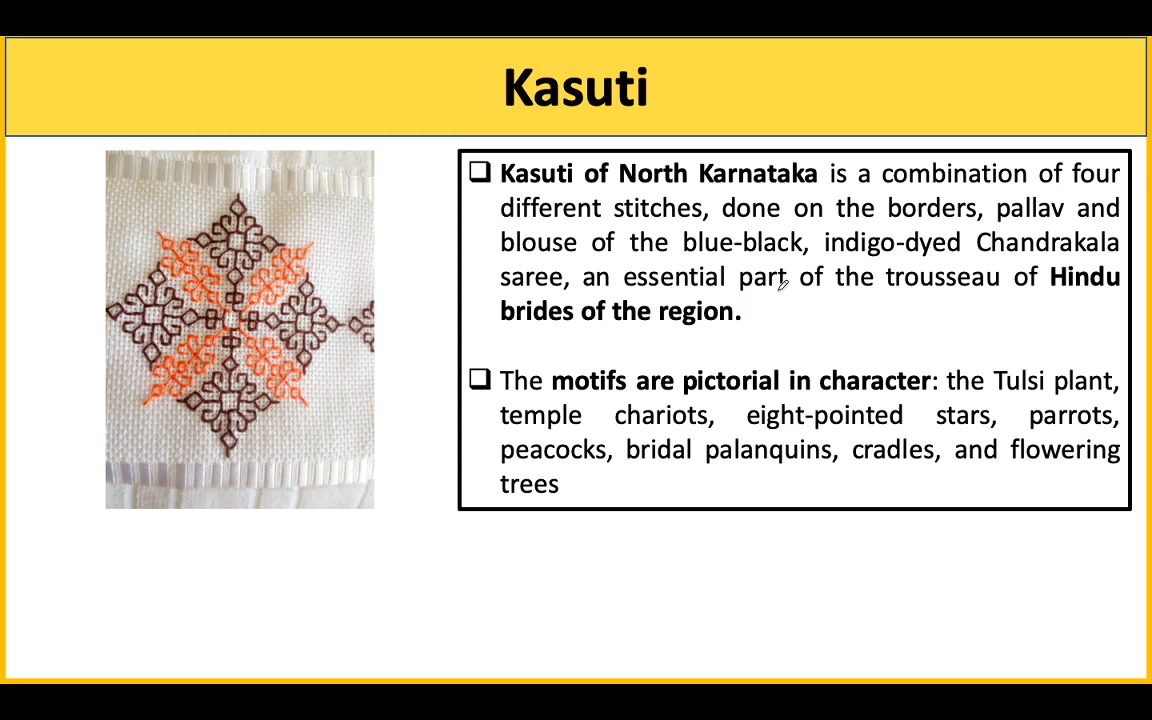 Kasuti
❑ Kasuti of North Karnataka is a combination of four
different stitches, done on the borders, pallav and
blouse of the blue-black, indigo-dyed Chandrakala
saree, an essential part of the trousseau of Hindu
brides of the region.
❑ The motifs are pictorial in character: the Tulsi plant,
temple chariots, eight-pointed stars, parrots,
peacocks, bridal palanquins, cradles, and flowering
trees